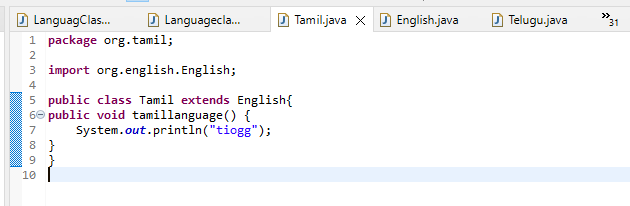 LanguagClas... Languagecla... Tamil.java English.java Telugu.java »31
1 package org.tamil;
2
3 import org.english.English;
4
5 public class Tamil extends English{
6 public void tamillanguage() {
7 System.out.println("tiogg");
8 }
9 }
10